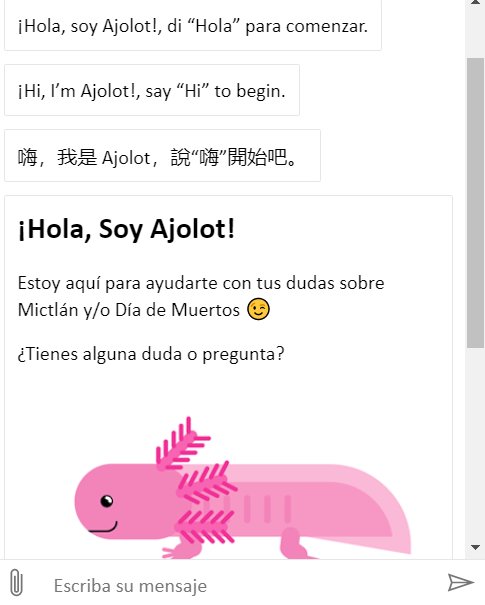 ¡Hola, soy Ajolot!, di “Hola” para comenzar.
¡Hi, I’m Ajolot!, say “Hi” to begin.
嗨，我是 Ajolot，說“嗨”開始吧。
¡Hola, Soy Ajolot!
Estoy aquí para ayudarte con tus dudas sobre
Mictlán y/o Día de Muertos 😉
¿Tienes alguna duda o pregunta?
Escriba su mensaje